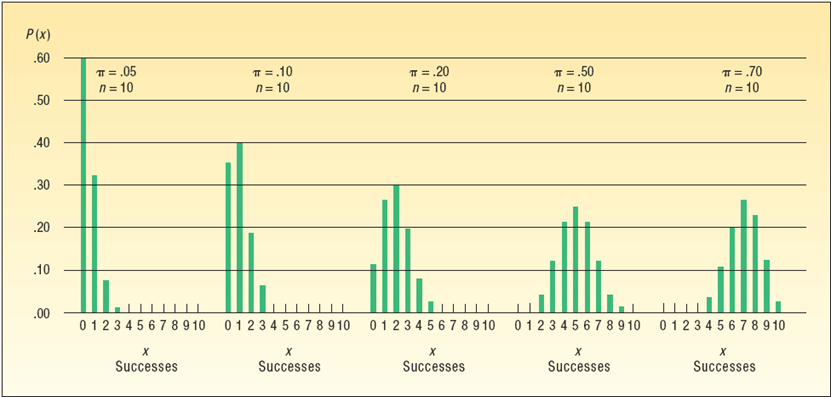 P(x)
.60
.50
.40
.30
.20
.10
.00
π = .05
n = 10
π = .10
n = 10
π = .20
n = 10
π = .50
n = 10
π = .70
n = 10
0 1 2 3 4 5 6 7 8 9 10
0 1 2 3 4 5 6 7 8 9 10
0 1 2 3 4 5 6 7 8 9 10
0 1 2 3 4 5 6 7 8 9 10
0 1 2 3 4 5 6 7 8 9 10
x
Successes
x
Successes
x
Successes
x
Successes
x
Successes